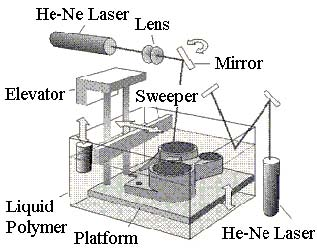 He-Ne Laser
Lens
Mirror
Elevator
Sweeper
Liquid
Polymer
Platform
He-Ne Laser